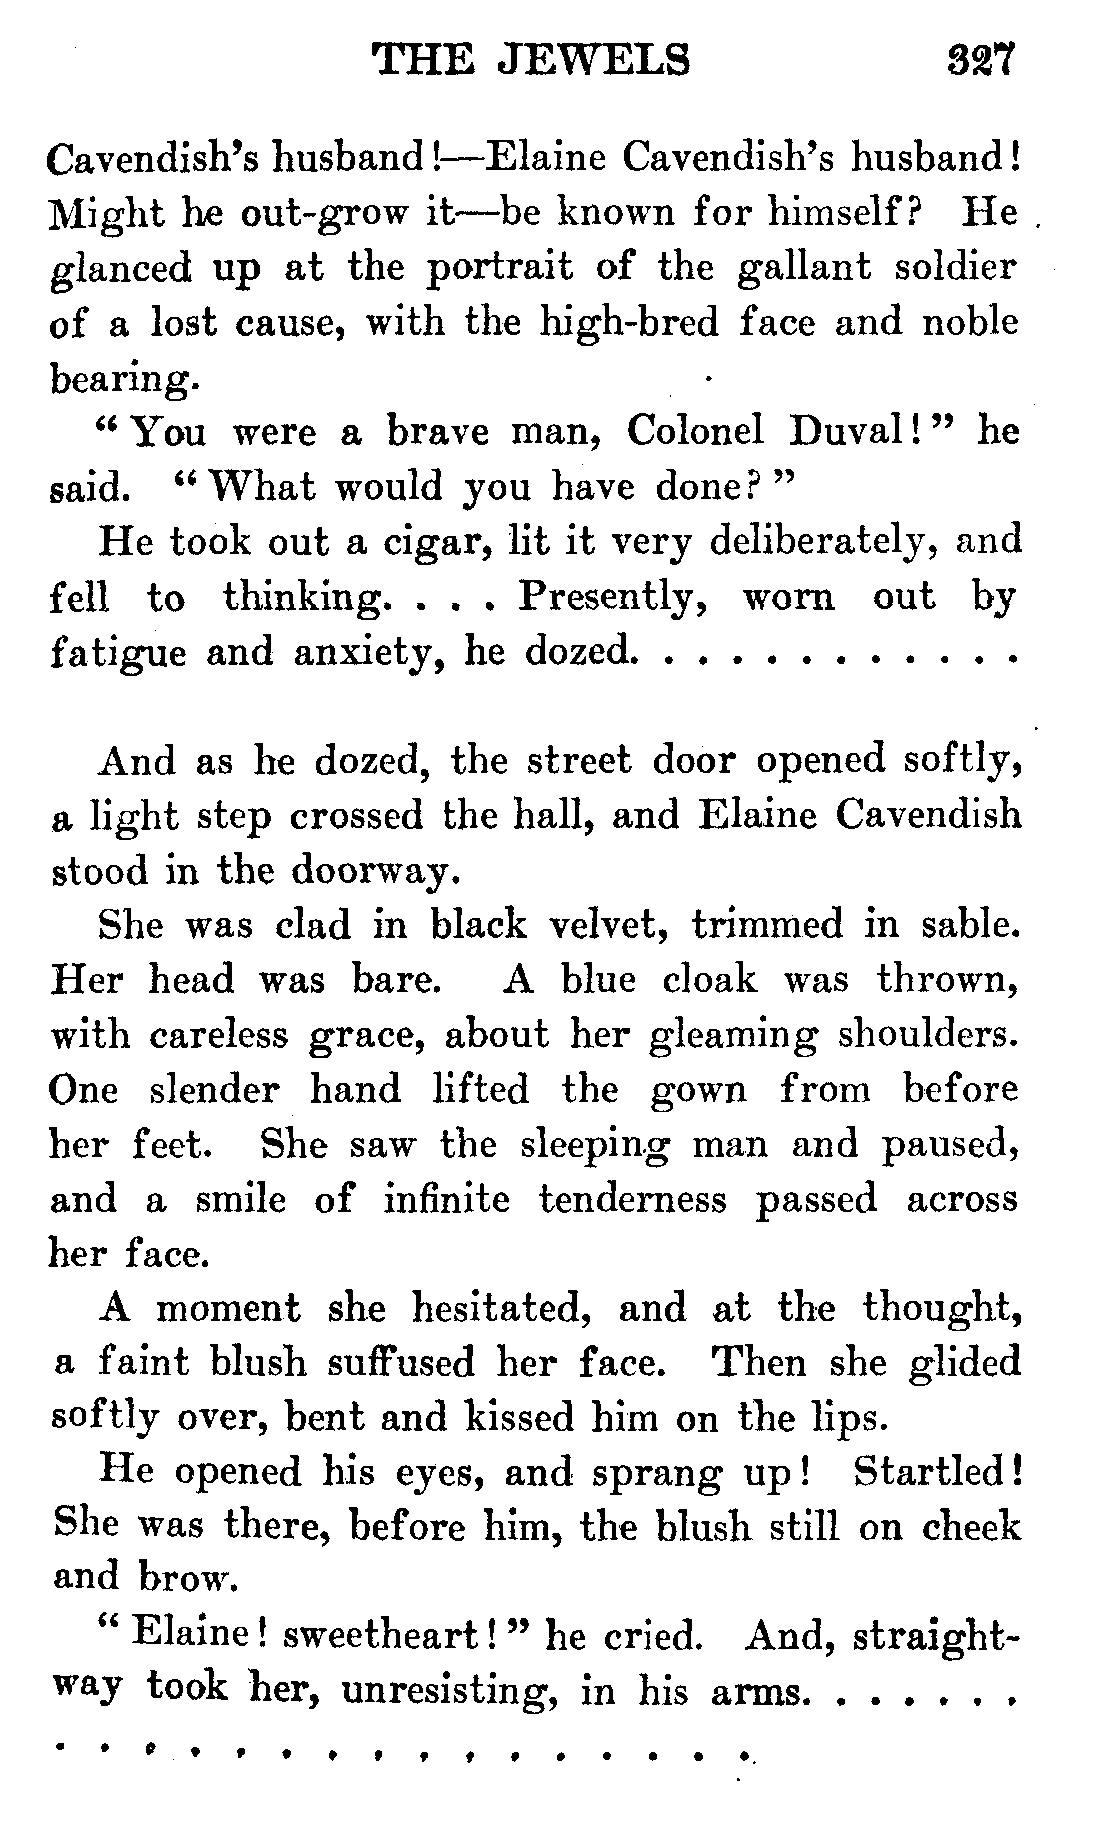 THE JEWELS 327
Cavendish's husband!—Elaine Cavendish's husband!
Might he out-grow it—be known for himself? He
glanced up at the portrait of the gallant soldier
of a lost cause, with the high-bred face and noble
bearing.
“You were a brave man, Colonel Duval!” he
said. “What would you have done?”
He took out a cigar, lit it very deliberately, and
fell to thinking. . . . Presently, worn out by
fatigue and anxiety, he dozed. . . . . . . . . . . .
And as he dozed, the street door opened softly,
a light step crossed the hall, and Elaine Cavendish
stood in the doorway.
She was clad in black velvet, trimmed in sable.
Her head was bare. A blue cloak was thrown,
with careless grace, about her gleaming shoulders.
One slender hand lifted the gown from before
her feet. She saw the sleeping man and paused,
and a smile of infinite tenderness passed across
her face.
A moment she hesitated, and at the thought,
a faint blush suffused her face. Then she glided
softly over, bent and kissed him on the lips.
He opened his eyes, and sprang up! Startled!
She was there, before him, the blush still on cheek
and brow.
“Elaine! sweetheart!” he cried. And, straight-
way took her, unresisting, in his arms. . . . . . .
. . . . . . . . . . . . . . . .